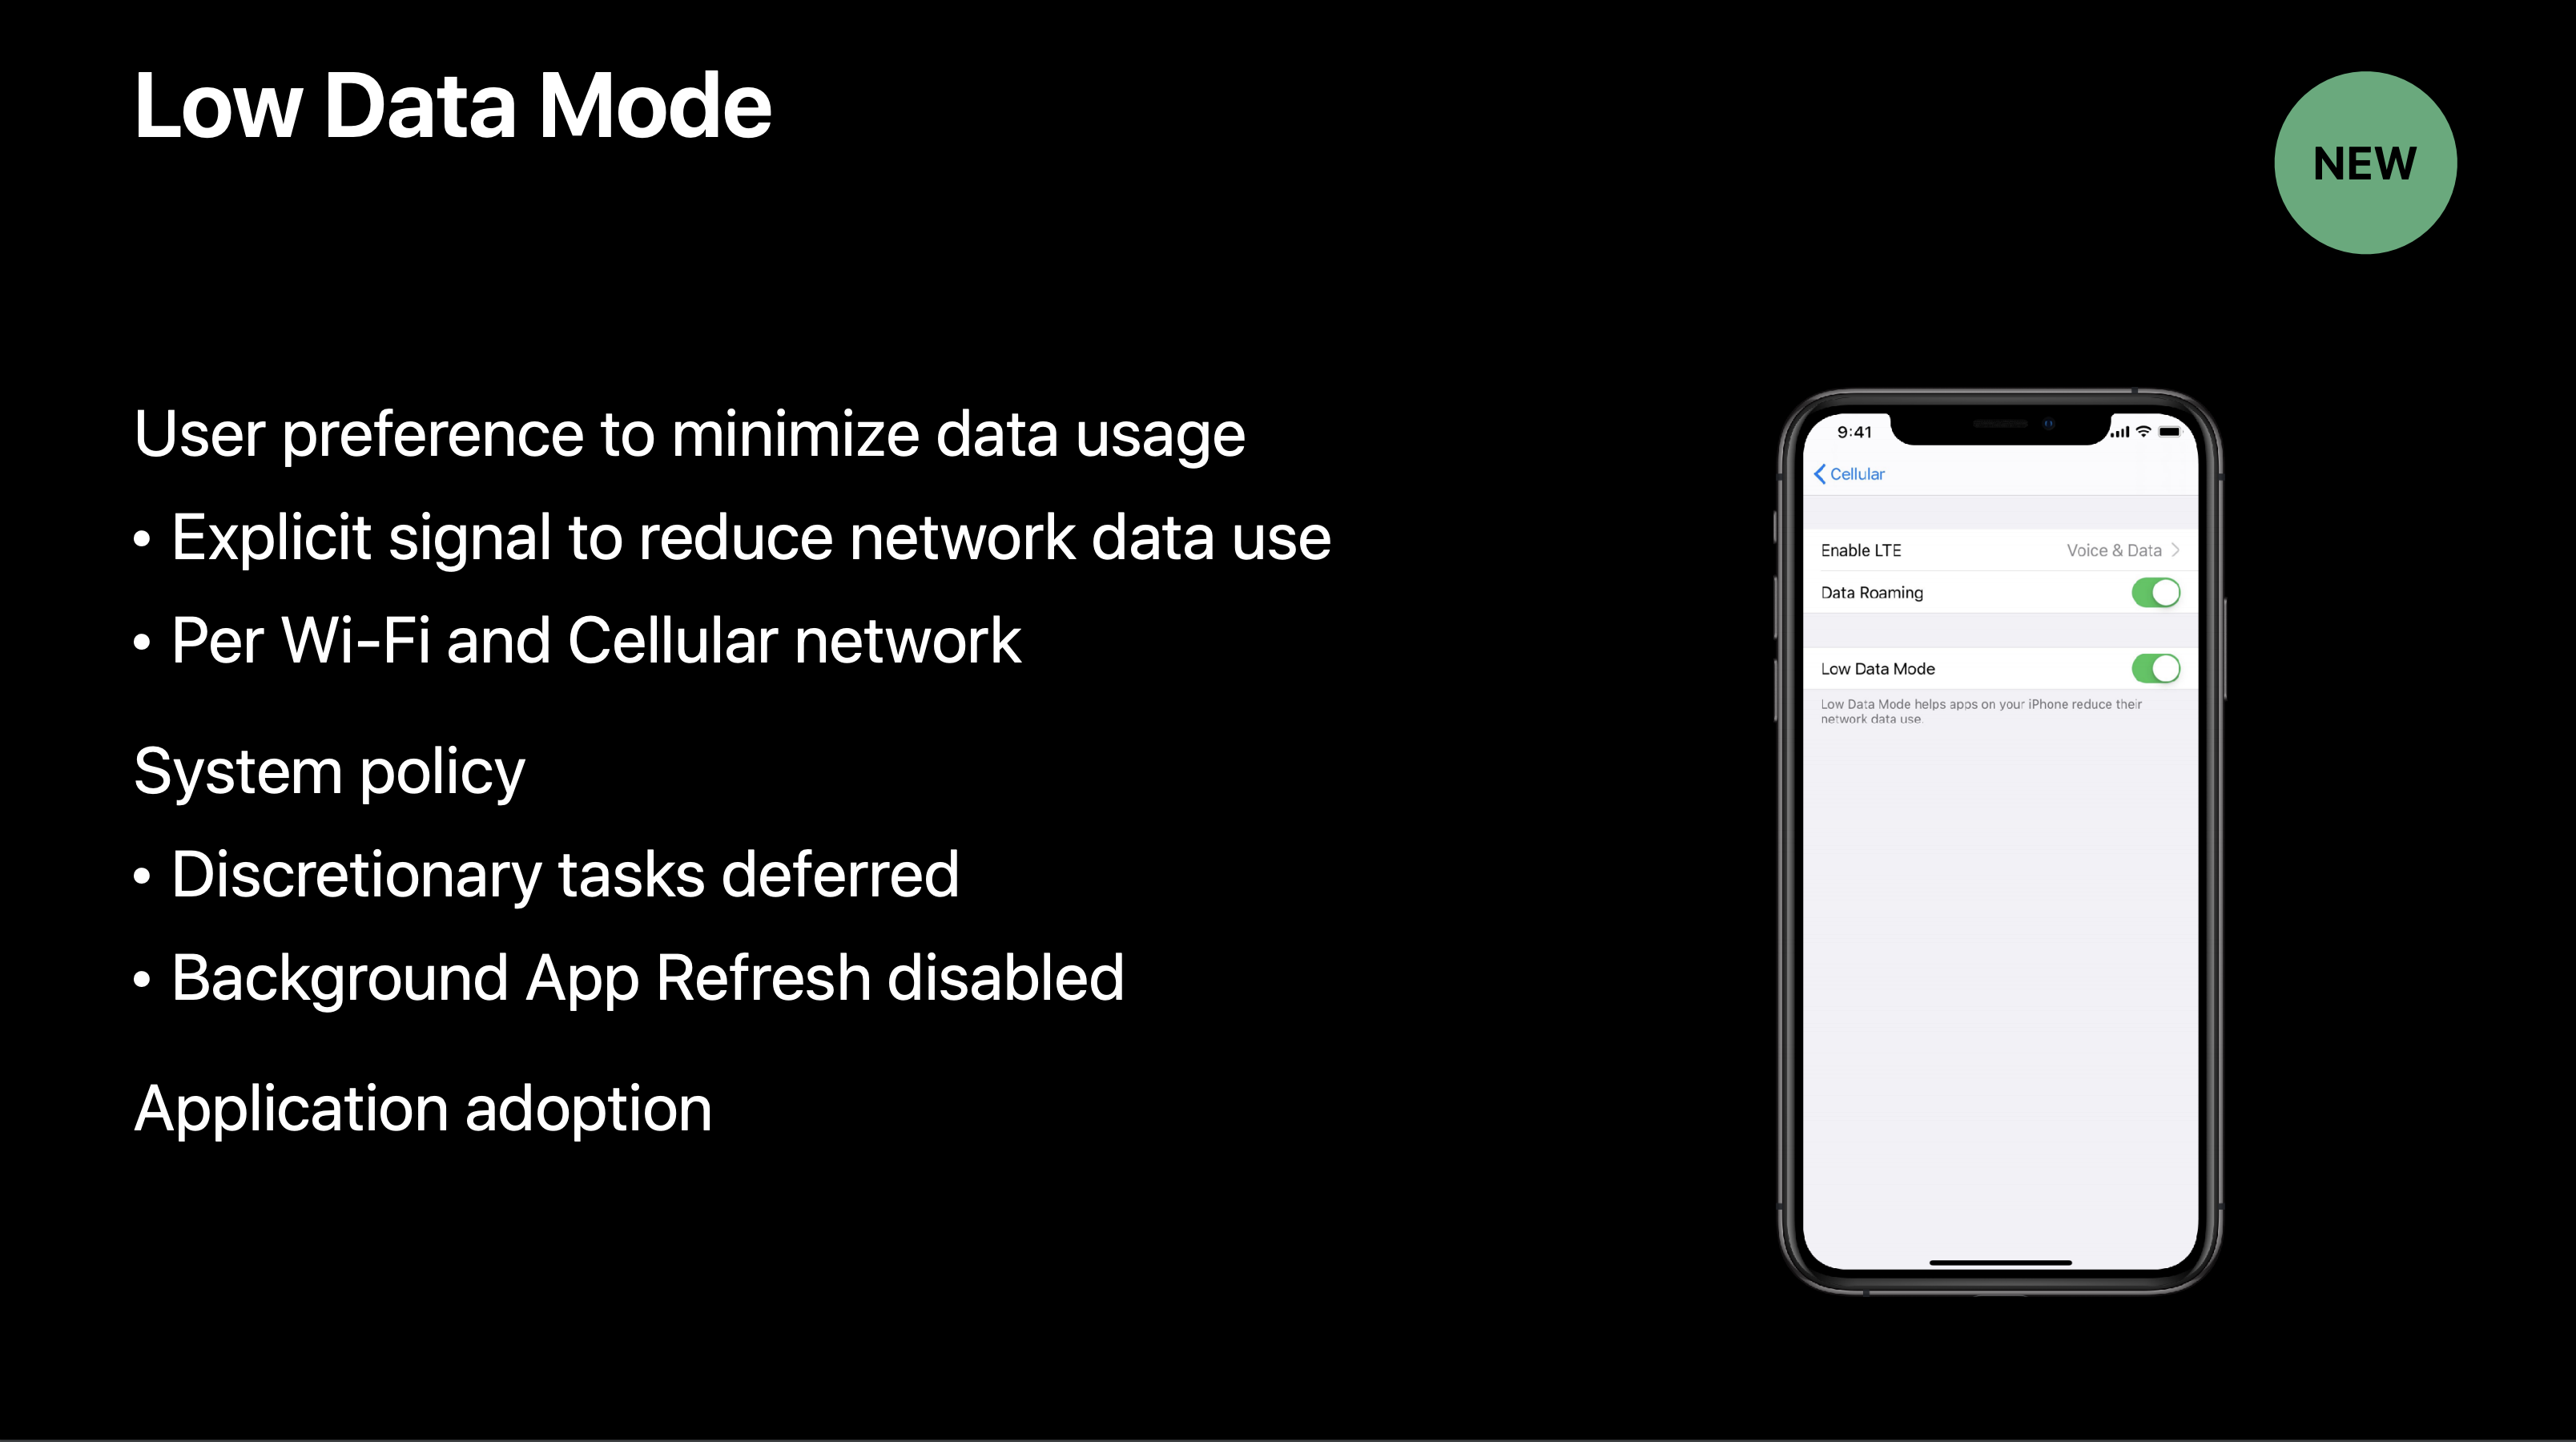 Low Data Mode
NEW
User preference to minimize data usage
• Explicit signal to reduce network data use
• Per Wi-Fi and Cellular network
System policy
• Discretionary tasks deferred
• Background App Refresh disabled
Application adoption
9:41
Cellular
Enable LTE Voice & Data
Data Roaming
Low Data Mode
Low Data Mode helps apps on your iPhone reduce their
network data use.